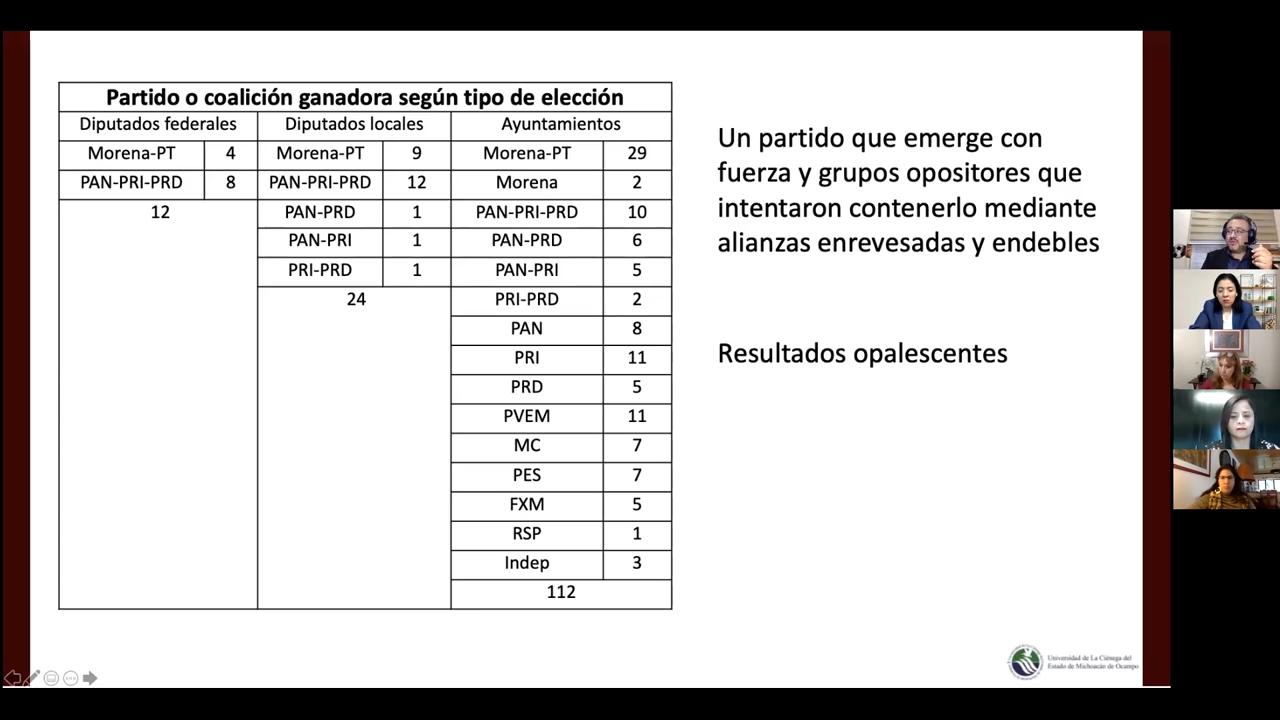 Partido o coalición ganadora según tipo de elección
Diputados federales Diputados locales Ayuntamientos
Morena-PT 4 Morena-PT 9 Morena-PT 29
PAN-PRI-PRD 8 PAN-PRI-PRD 12 Morena 2
12 PAN-PRD 1 PAN-PRI-PRD 10
PAN-PRI 1 PAN-PRD 6
PRI-PRD 1 PAN-PRI 5
24 PRI-PRD 2
PAN 8
PRI 11
PRD 5
PVEM 11
MC 7
PES 7
FXM 5
RSP 1
Indep 3
112
Un partido que emerge con
fuerza y grupos opositores que
intentaron contenerlo mediante
alianzas enrevesadas y endebles
Resultados opalescentes
Universidad de La Ciénega del
Estado de Michoacán de Ocampo